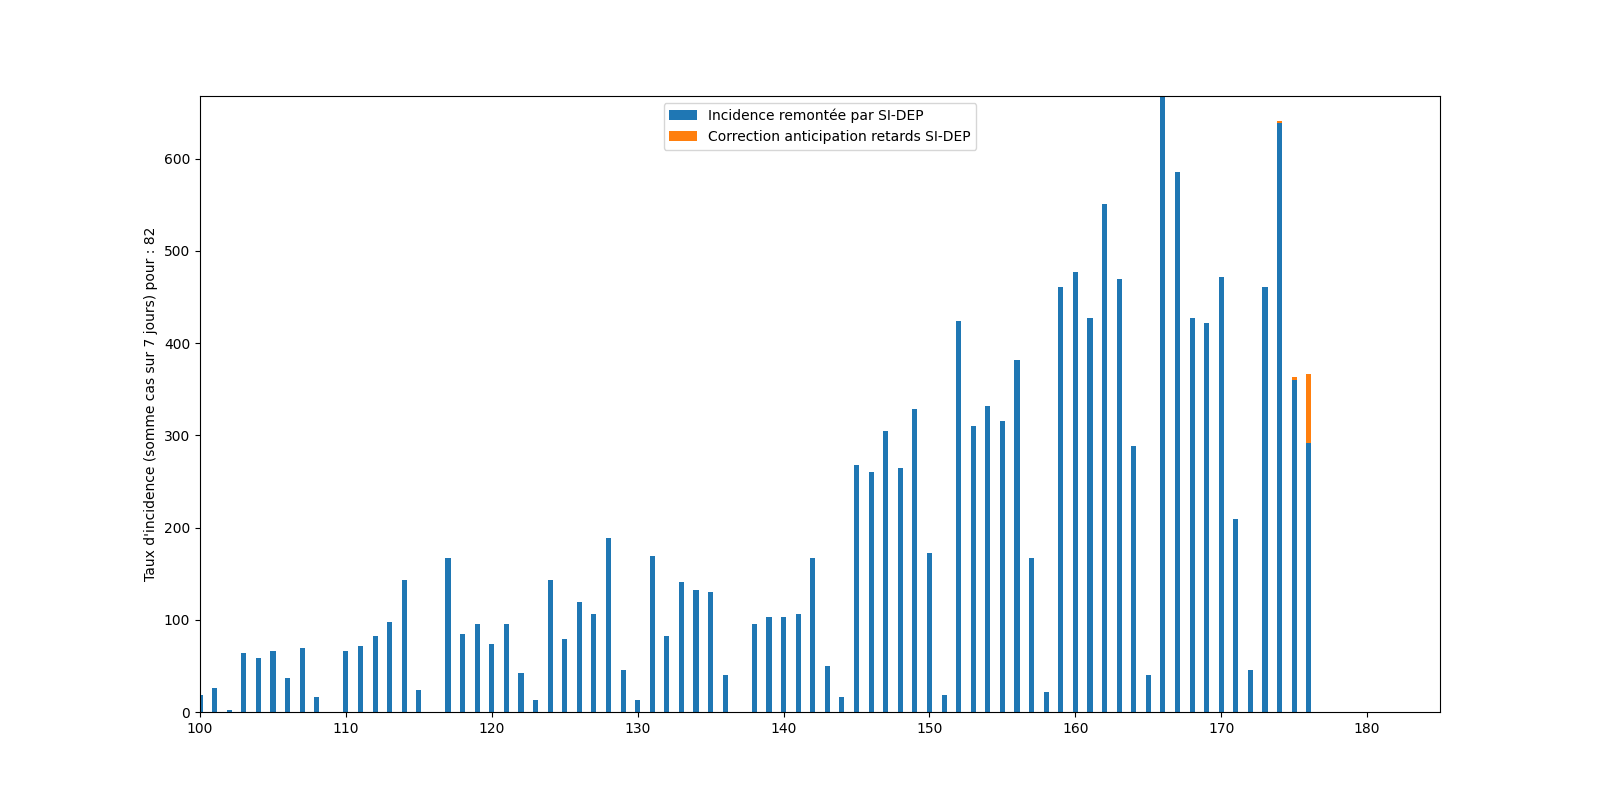 Incidence remontée par SI-DEP
Correction anticipation retards SI-DEP
Taux d'incidence (somme cas sur 7 jours) pour : 82
600
500
400
300
200
100
0
100 110 120 130 140 150 160 170 180